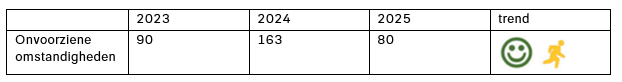 2023 2024 2025 trend
Onvoorziene 90 163 80
omstandigheden